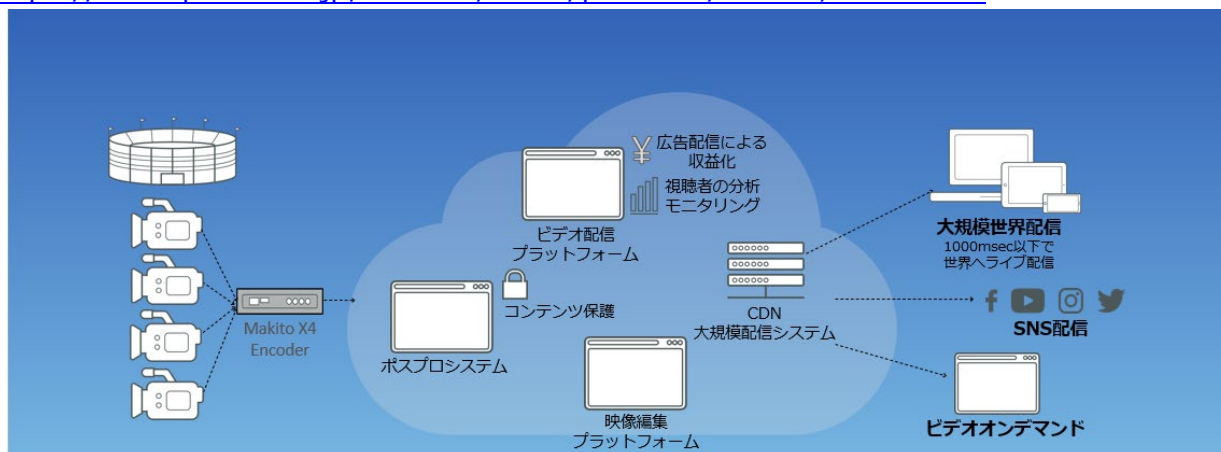 広告配信による
収益化
視聴者の分析
モニタリング
ビデオ配信
プラットフォーム
コンテンツ保護
Makito X4
Encoder
ポスプロシステム
映像編集
プラットフォーム
CDN
大規模配信システム
大規模世界配信
1000msec以下で
世界へライブ配信
SNS配信
ビデオオンデマンド